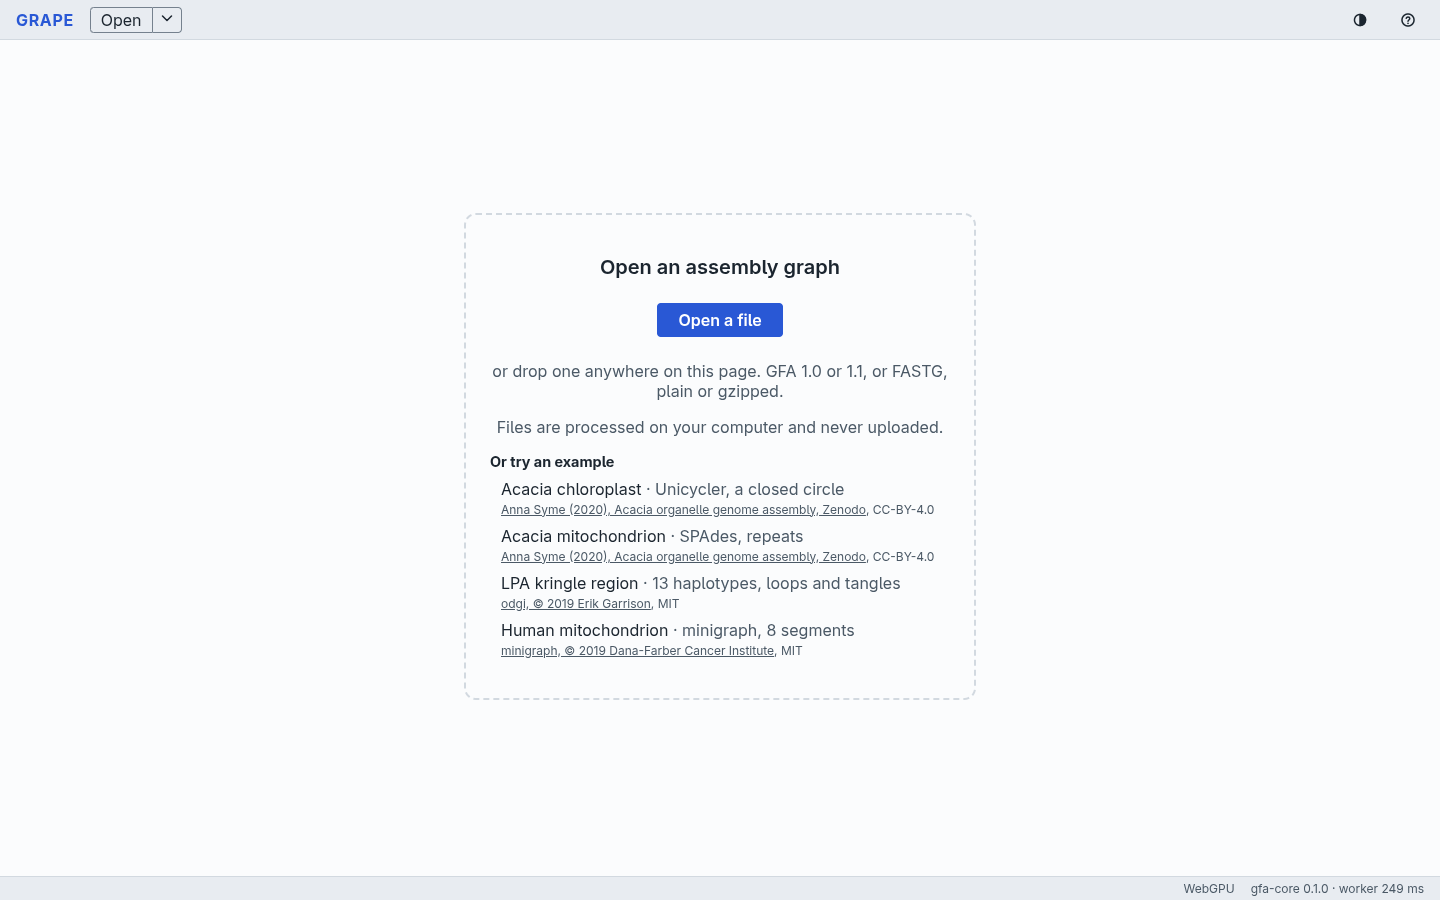 GRAPE Open
Open an assembly graph
Open a file
or drop one anywhere on this page. GFA 1.0 or 1.1, or FASTG,
plain or gzipped.
Files are processed on your computer and never uploaded.
Or try an example
Acacia chloroplast · Unicycler, a closed circle
Anna Syme (2020), Acacia organelle genome assembly, Zenodo, CC-BY-4.0
Acacia mitochondrion · SPAdes, repeats
Anna Syme (2020), Acacia organelle genome assembly, Zenodo, CC-BY-4.0
LPA kringle region · 13 haplotypes, loops and tangles
odgi, © 2019 Erik Garrison, MIT
Human mitochondrion · minigraph, 8 segments
minigraph, © 2019 Dana-Farber Cancer Institute, MIT
WebGPU gfa-core 0.1.0 · worker 249 ms